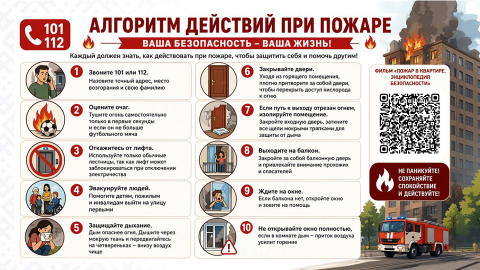 101
112
АЛГОРИТМ ДЕЙСТВИЙ ПРИ ПОЖАРЕ
ВАША БЕЗОПАСНОСТЬ – ВАША ЖИЗНЬ!
Каждый должен знать, как действовать при пожаре, чтобы защитить себя и помочь другим!
1
Звоните 101 или 112.
Назовите точный адрес, место
возгорания и свою фамилию
2
Оцените очаг.
Тушите огонь самостоятельно
только в первые секунды
и если он не больше
футбольного мяча
3
Откажитесь от лифта.
Используйте только обычные
лестницы, так как лифт может
заблокироваться при отключении
электричества
4
Эвакуируйте людей.
Помогите детям, пожилым
и инвалидам выйти на улицу
первыми
5
Защищайте дыхание.
Дым опаснее огня. Дышите через
мокрую ткань и передвигайтесь
на четвереньках – внизу воздух
чище
6
Закрывайте двери.
Уходя из горящего помещения,
плотно притворите за собой двери,
чтобы перекрыть доступ кислорода
к огню
7
Если путь к выходу отрезан огнем,
изолируйте помещение.
Закройте входную дверь, заткните
все щели мокрыми тряпками для
защиты от дыма
8
Выходите на балкон.
Закройте за собой балконную дверь
и привлекайте внимание прохожих
и спасателей
9
Ждите на окне.
Если балкона нет, откройте окно
и зовите на помощь
10
Не открывайте окно полностью,
если в комнате дым – приток воздуха
усилит горение
ФИЛЬМ «ПОЖАР В КВАРТИРЕ.
ЭНЦИКЛОПЕДИЯ
БЕЗОПАСНОСТИ»
НЕ ПАНИКУЙТЕ!
СОХРАНЯЙТЕ
СПОКОЙСТВИЕ
И ДЕЙСТВУЙТЕ!